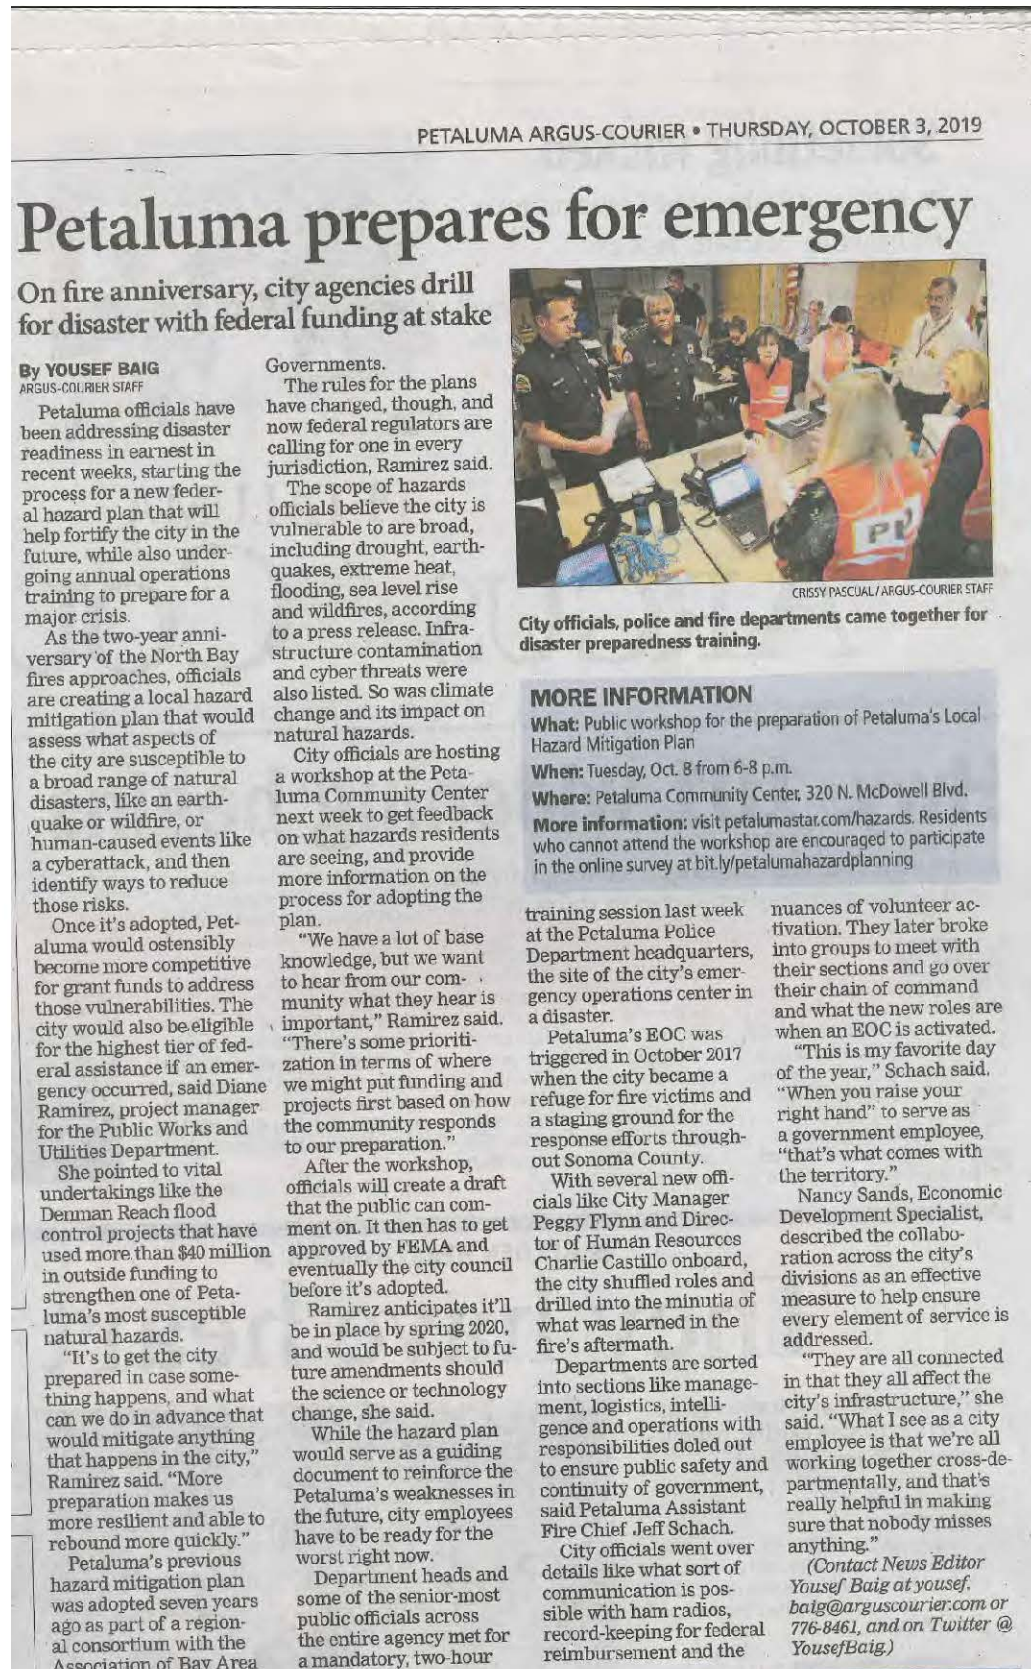 PETALUMA ARGUS-COURIER • THURSDAY, OCTOBER 3, 2019
Petaluma prepares for emergency
On fire anniversary, city agencies drill
for disaster with federal funding at stake
By YOUSEF BAIG
ARGUS-COURIER STAFF
Petaluma officials have
been addressing disaster
readiness in earnest in
recent weeks, starting the
process for a new feder-
al hazard plan that will
help fortify the city in the
future, while also under-
going annual operations
training to prepare for a
major crisis.
As the two-year anni-
versary of the North Bay
fires approaches, officials
are creating a local hazard
mitigation plan that would
assess what aspects of
the city are susceptible to
a broad range of natural
disasters, like an earth-
quake or wildfire, or
human-caused events like
a cyberattack, and then
identify ways to reduce
those risks.
Once it's adopted, Pet-
aluma would ostensibly
become more competitive
for grant funds to address
those vulnerabilities. The
city would also be eligible
for the highest tier of fed-
eral assistance if an emer-
gency occurred, said Diane
Ramirez, project manager
for the Public Works and
Utilities Department.
She pointed to vital
undertakings like the
Denman Reach flood
control projects that have
used more than $40 million
in outside funding to
strengthen one of Peta-
luma's most susceptible
natural hazards.
"It's to get the city
prepared in case some-
thing happens, and what
can we do in advance that
would mitigate anything
that happens in the city,"
Ramirez said. "More
preparation makes us
more resilient and able to
rebound more quickly."
Petaluma's previous
hazard mitigation plan
was adopted seven years
ago as part of a region-
al consortium with the
Association of Bay Area
Governments.
The rules for the plans
have changed, though, and
now federal regulators are
calling for one in every
jurisdiction, Ramirez said.
The scope of hazards
officials believe the city is
vulnerable to are broad,
including drought, earth-
quakes, extreme heat,
flooding, sea level rise
and wildfires, according
to a press release. Infra-
structure contamination
and cyber threats were
also listed. So was climate
change and its impact on
natural hazards.
City officials are hosting
a workshop at the Peta-
luma Community Center
next week to get feedback
on what hazards residents
are seeing, and provide
more information on the
process for adopting the
plan.
"We have a lot of base
knowledge, but we want
to hear from our com-
munity what they hear is
important," Ramirez said.
"There's some prioriti-
zation in terms of where
we might put funding and
projects first based on how
the community responds
to our preparation."
After the workshop,
officials will create a draft
that the public can com-
ment on. It then has to get
approved by FEMA and
eventually the city council
before it's adopted.
Ramirez anticipates it'll
be in place by spring 2020,
and would be subject to fu-
ture amendments should
the science or technology
change, she said.
While the hazard plan
would serve as a guiding
document to reinforce the
Petaluma's weaknesses in
the future, city employees
have to be ready for the
worst right now.
Department heads and
some of the senior-most
public officials across
the entire agency met for
a mandatory, two-hour
CRISSY PASCUAL / ARGUS-COURIER STAFF
City officials, police and fire departments came together for
disaster preparedness training.
MORE INFORMATION
What: Public workshop for the preparation of Petaluma's Local
Hazard Mitigation Plan
When: Tuesday, Oct. 8 from 6-8 p.m.
Where: Petaluma Community Center, 320 N. McDowell Blvd.
More information: visit petalumastar.com/hazards. Residents
who cannot attend the workshop are encouraged to participate
in the online survey at bit.ly/petalumahazardplanning
training session last week
at the Petaluma Police
Department headquarters,
the site of the city's emer-
gency operations center in
a disaster.
Petaluma's EOC was
triggered in October 2017
when the city became a
refuge for fire victims and
a staging ground for the
response efforts through-
out Sonoma County.
With several new offi-
cials like City Manager
Peggy Flynn and Direc-
tor of Human Resources
Charlie Castillo onboard,
the city shuffled roles and
drilled into the minutia of
what was learned in the
fire's aftermath.
Departments are sorted
into sections like manage-
ment, logistics, intelli-
gence and operations with
responsibilities doled out
to ensure public safety and
continuity of government,
said Petaluma Assistant
Fire Chief Jeff Schach.
City officials went over
details like what sort of
communication is pos-
sible with ham radios,
record-keeping for federal
reimbursement and the
nuances of volunteer ac-
tivation. They later broke
into groups to meet with
their sections and go over
their chain of command
and what the new roles are
when an EOC is activated.
"This is my favorite day
of the year," Schach said.
"When you raise your
right hand" to serve as
a government employee,
"that's what comes with
the territory."
Nancy Sands, Economic
Development Specialist,
described the collabo-
ration across the city's
divisions as an effective
measure to help ensure
every element of service is
addressed.
"They are all connected
in that they all affect the
city's infrastructure," she
said. "What I see as a city
employee is that we're all
working together cross-de-
partmentally, and that's
really helpful in making
sure that nobody misses
anything."
(Contact News Editor
Yousef Baig at yousef.
baig@arguscourier.com or
776-8461, and on Twitter @
YousefBaig.)